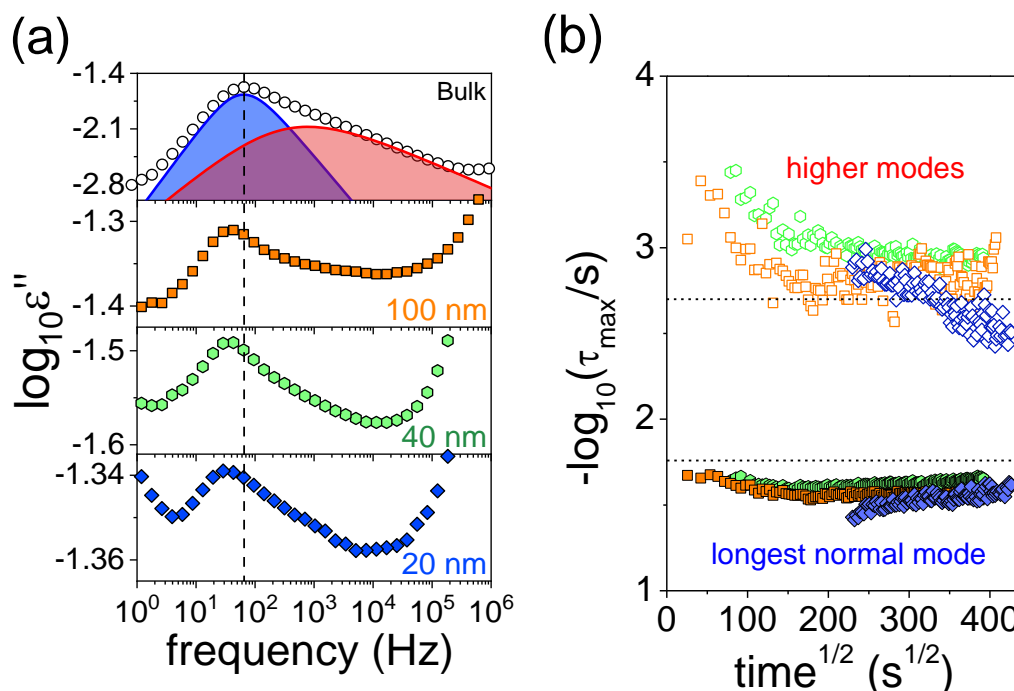 (a)
log10ε"
-1.4
-2.1
-2.8
Bulk
-1.3
-1.4
100 nm
-1.5
-1.6
40 nm
-1.34
-1.36
20 nm
10^0 10^1 10^2 10^3 10^4 10^5 10^6
frequency (Hz)
(b)
-log10(τmax/s)
4
3
2
1
higher modes
longest normal mode
0 100 200 300 400
time^1/2 (s^1/2)